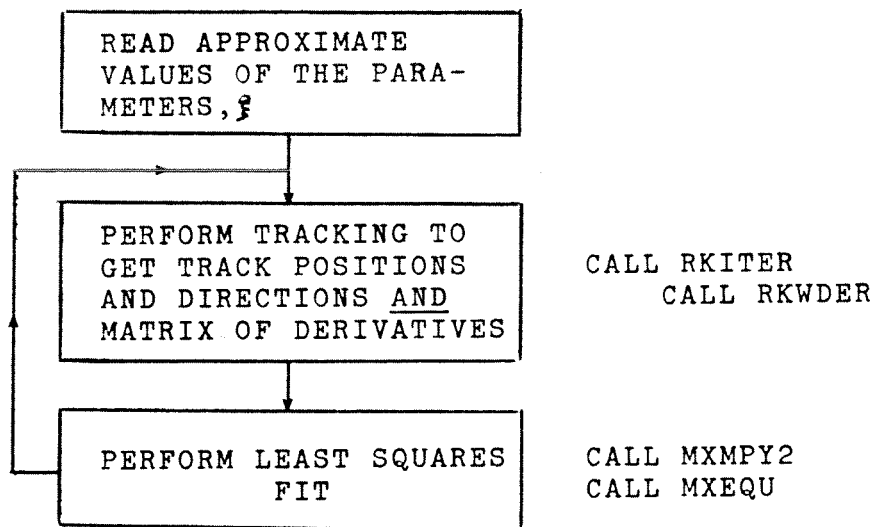 READ APPROXIMATE
VALUES OF THE PARA-
METERS, ξ
PERFORM TRACKING TO
GET TRACK POSITIONS
AND DIRECTIONS AND
MATRIX OF DERIVATIVES
CALL RKITER
CALL RKWDER
PERFORM LEAST SQUARES
FIT
CALL MXMPY2
CALL MXEQU